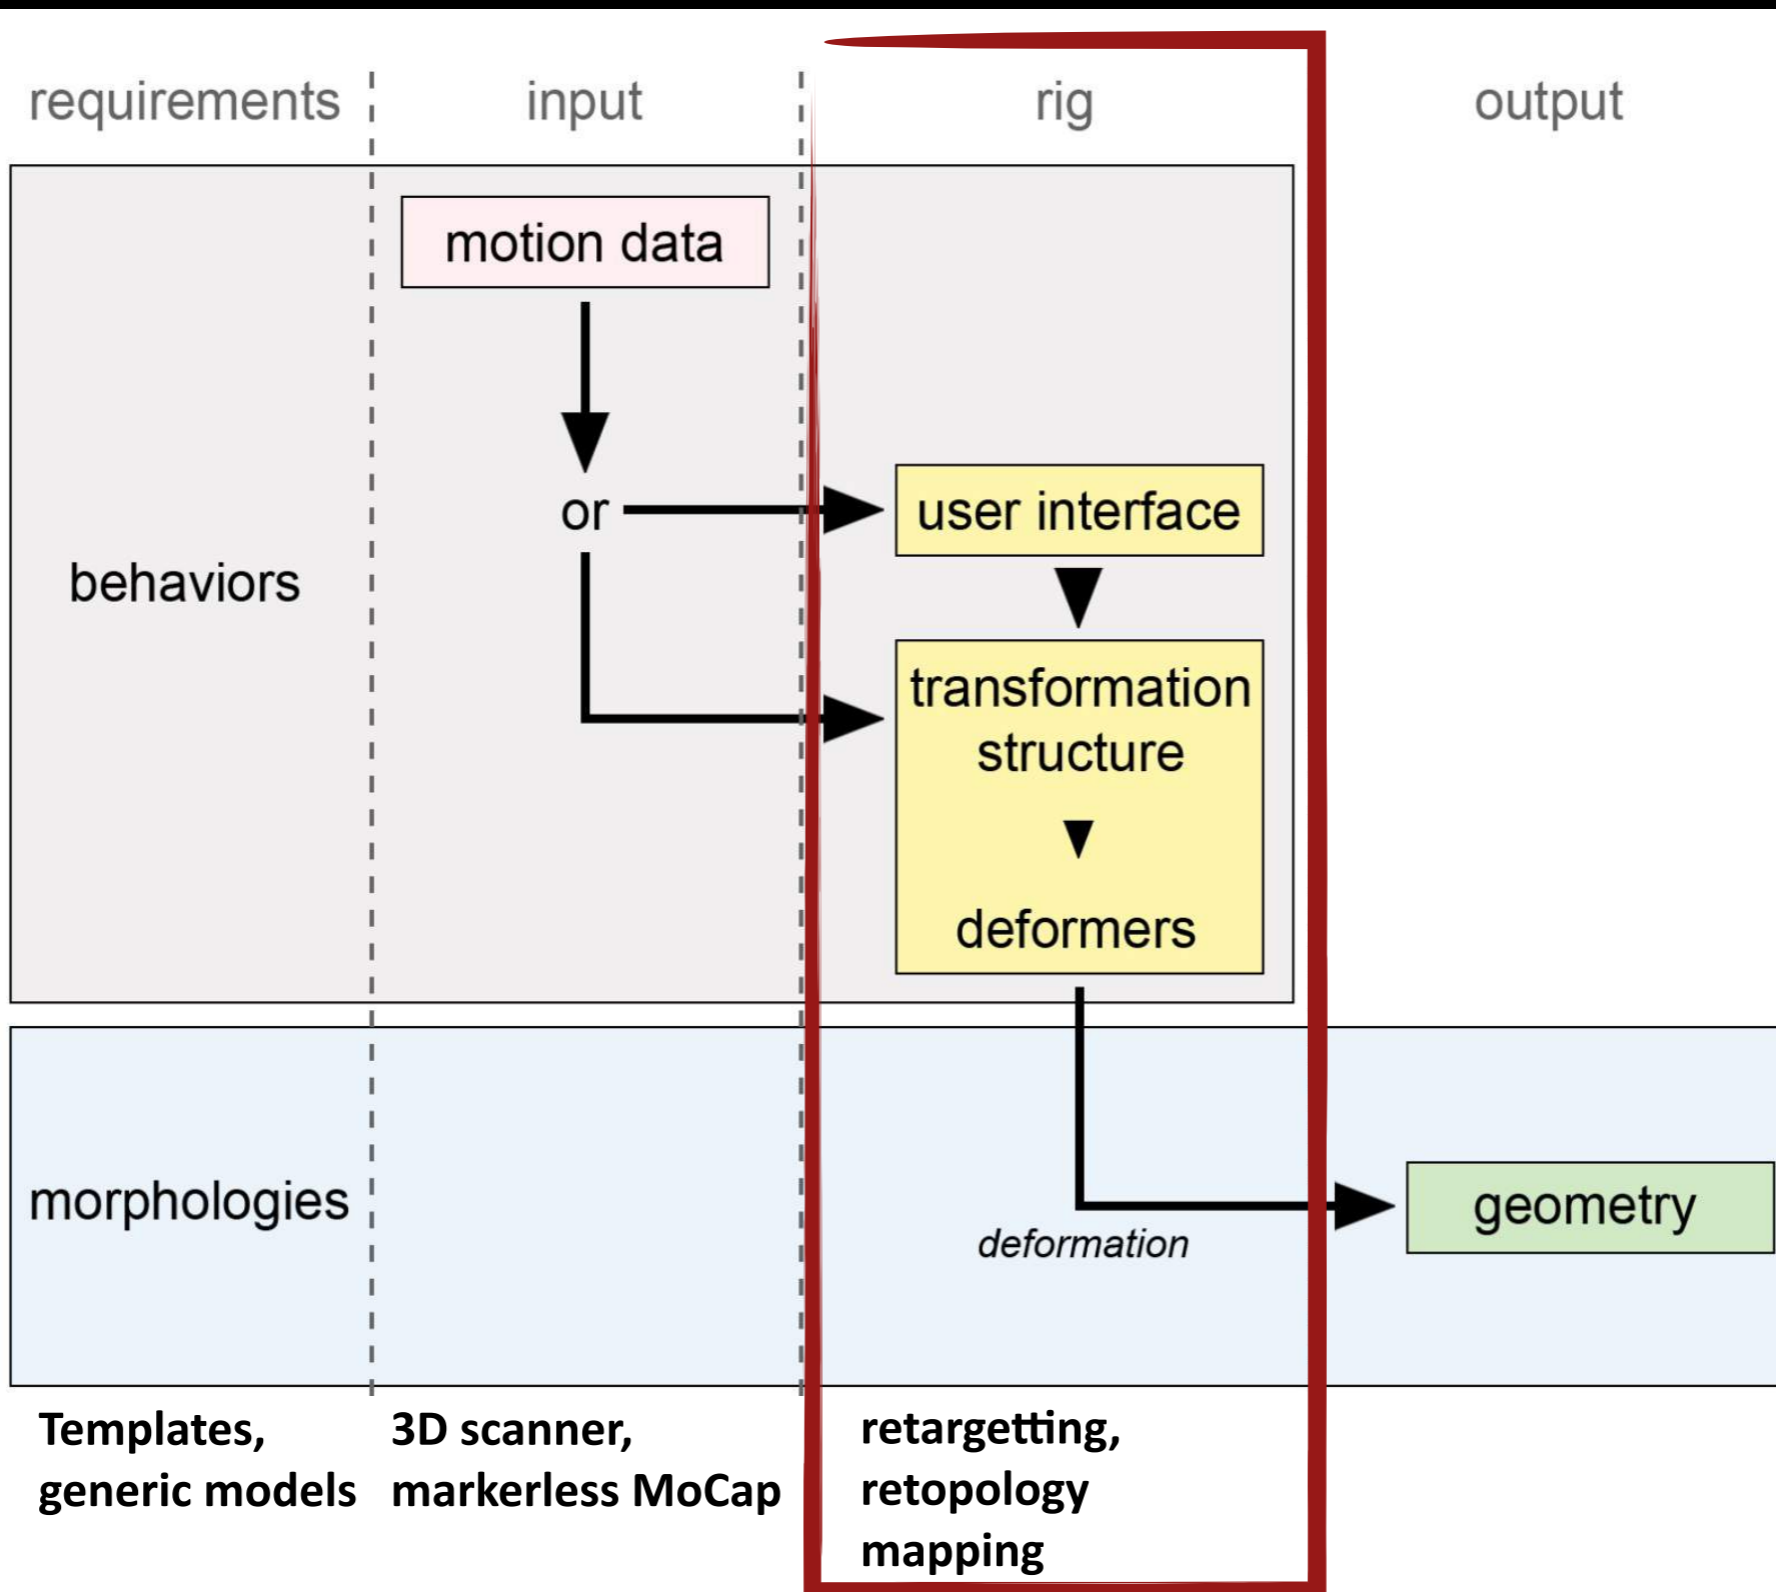 requirements
input
rig
output
motion data
or
user interface
behaviors
transformation
structure
deformers
morphologies
geometry
deformation
Templates,
generic models
3D scanner,
markerless MoCap
retargetting,
retopology
mapping